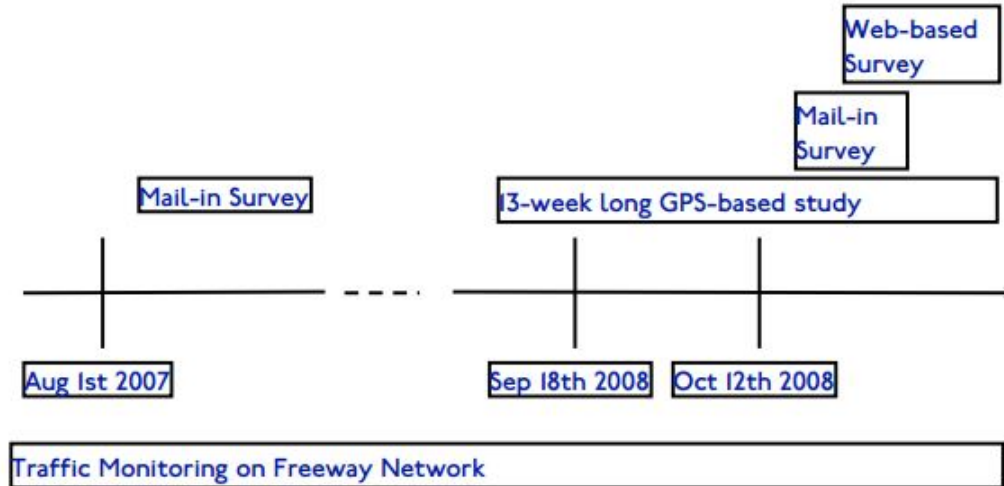 Web-based
Survey
Mail-in
Survey
Mail-in Survey
13-week long GPS-based study
Aug 1st 2007
Sep 18th 2008
Oct 12th 2008
Traffic Monitoring on Freeway Network